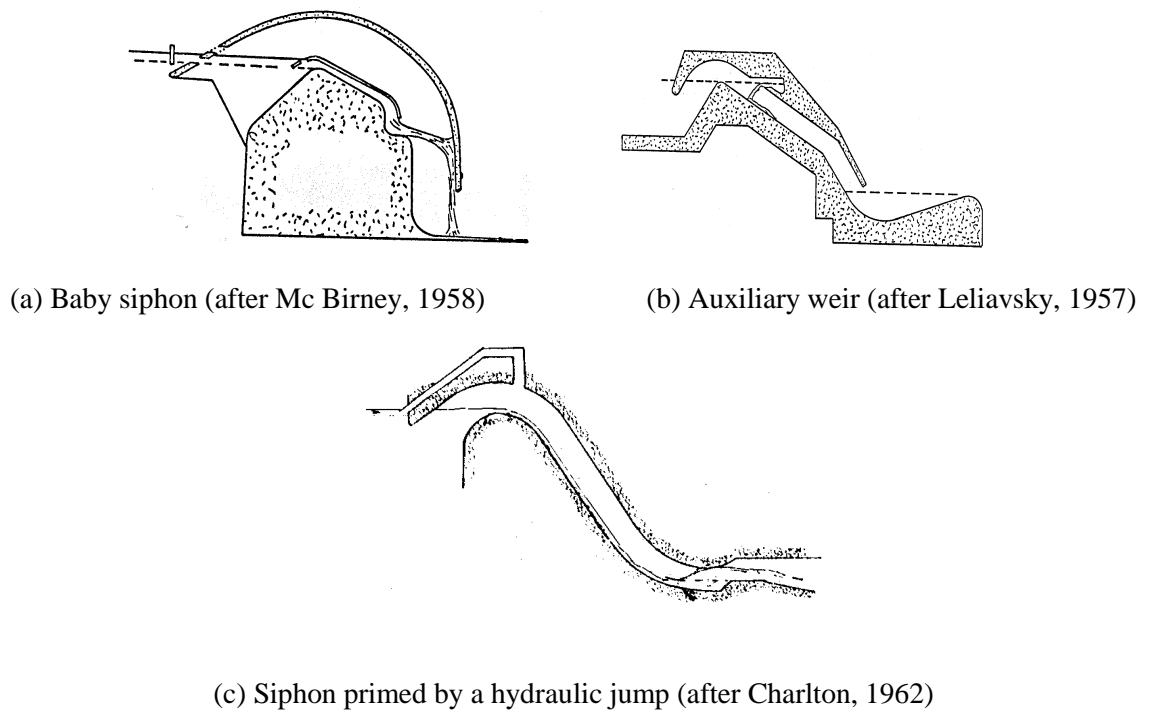 (a) Baby siphon (after Mc Birney, 1958)
(b) Auxiliary weir (after Leliavsky, 1957)
(c) Siphon primed by a hydraulic jump (after Charlton, 1962)